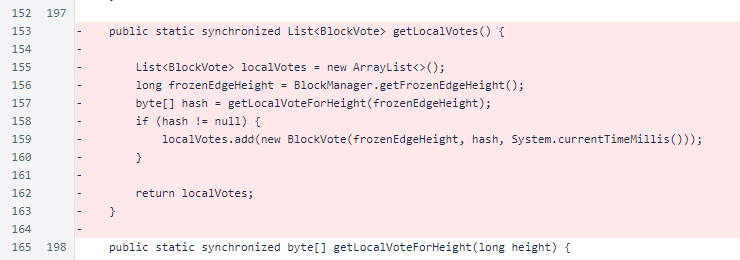 152 197
153 - public static synchronized List<BlockVote> getLocalVotes() {
154 -
155 - List<BlockVote> localVotes = new ArrayList<>();
156 - long frozenEdgeHeight = BlockManager.getFrozenEdgeHeight();
157 - byte[] hash = getLocalVoteForHeight(frozenEdgeHeight);
158 - if (hash != null) {
159 - localVotes.add(new BlockVote(frozenEdgeHeight, hash, System.currentTimeMillis()));
160 - }
161 -
162 - return localVotes;
163 - }
164 -
165 198 public static synchronized byte[] getLocalVoteForHeight(long height) {